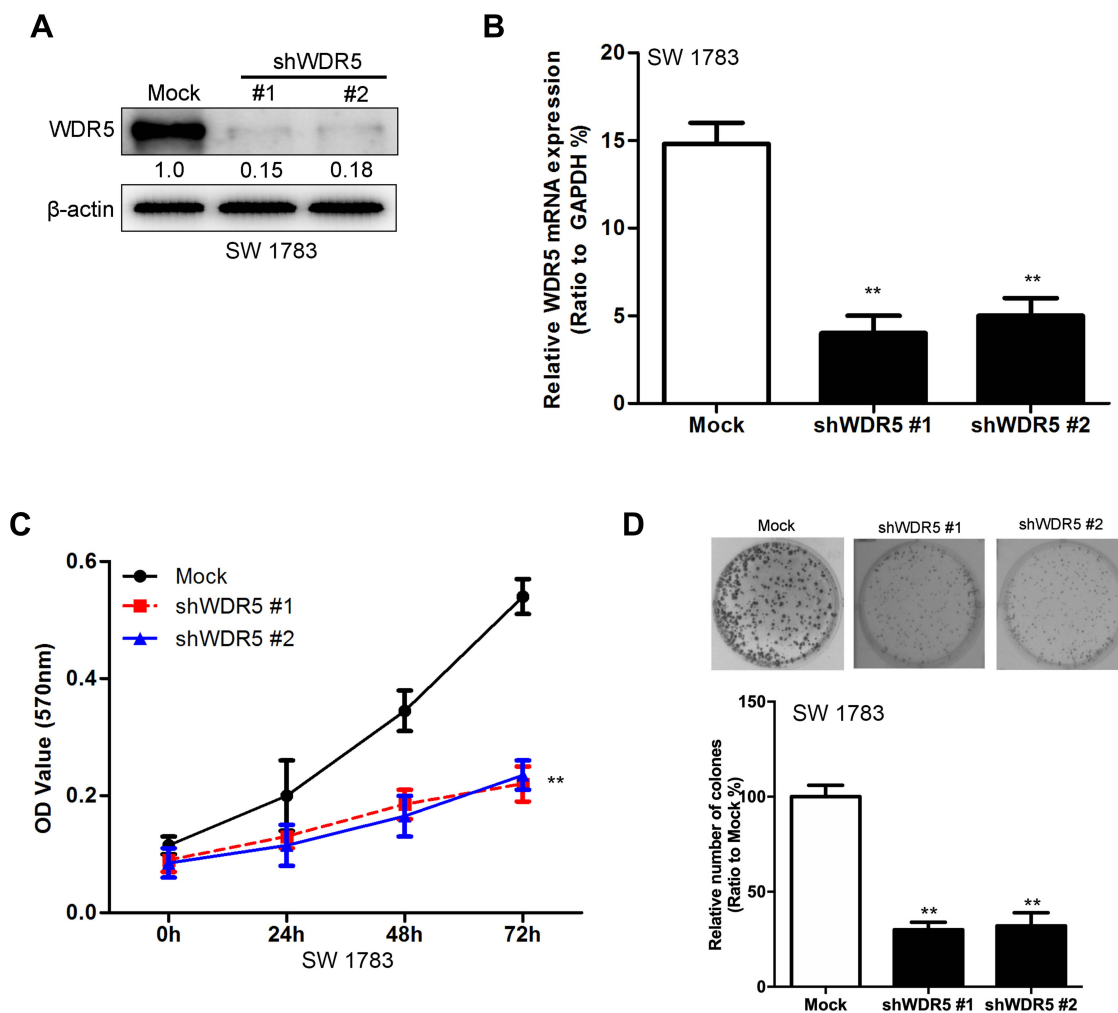 A
shWDR5
Mock #1 #2
WDR5
1.0 0.15 0.18
β-actin
SW 1783
B
SW 1783
Relative WDR5 mRNA expression
(Ratio to GAPDH %)
20
15
10
5
0
Mock shWDR5 #1 shWDR5 #2
**
**
C
OD Value (570nm)
0.6
0.4
0.2
0.0
Mock
shWDR5 #1
shWDR5 #2
**
0h 24h 48h 72h
SW 1783
D
Mock shWDR5 #1 shWDR5 #2
SW 1783
Relative number of colones
(Ratio to Mock %)
150
100
50
0
**
**
Mock shWDR5 #1 shWDR5 #2